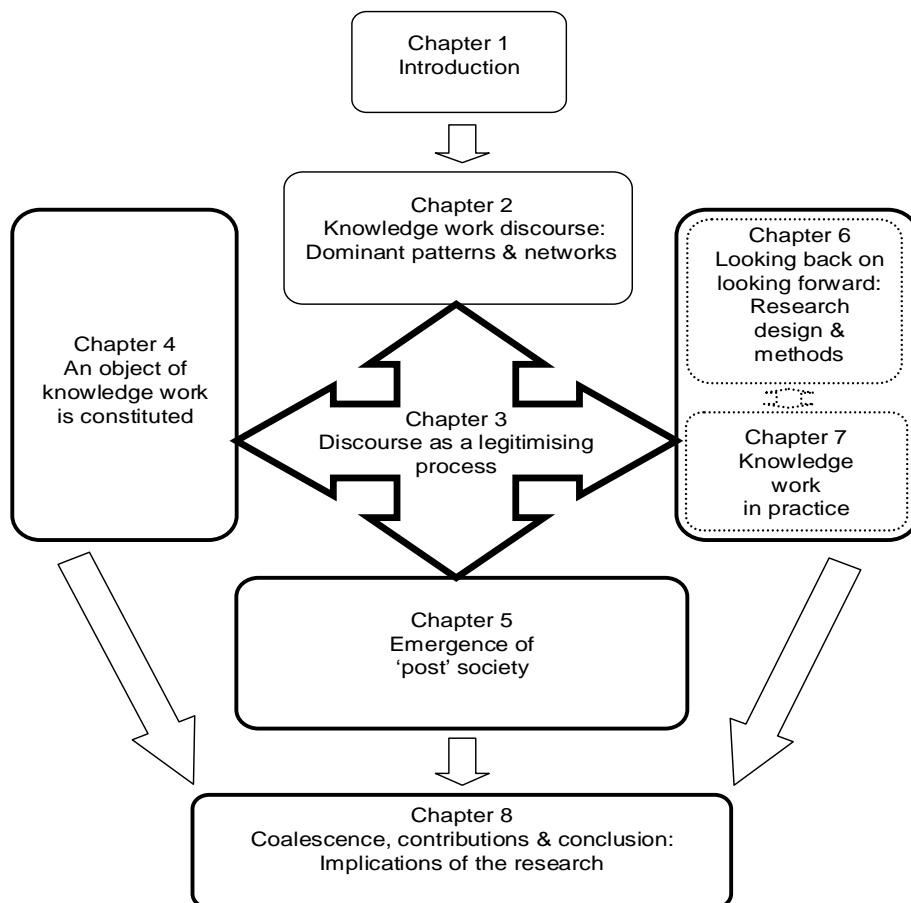 Chapter 1
Introduction
Chapter 2
Knowledge work discourse:
Dominant patterns & networks
Chapter 4
An object of
knowledge work
is constituted
Chapter 3
Discourse as a legitimising
process
Chapter 6
Looking back on
looking forward:
Research
design &
methods
Chapter 7
Knowledge
work
in practice
Chapter 5
Emergence of
‘post’ society
Chapter 8
Coalescence, contributions & conclusion:
Implications of the research